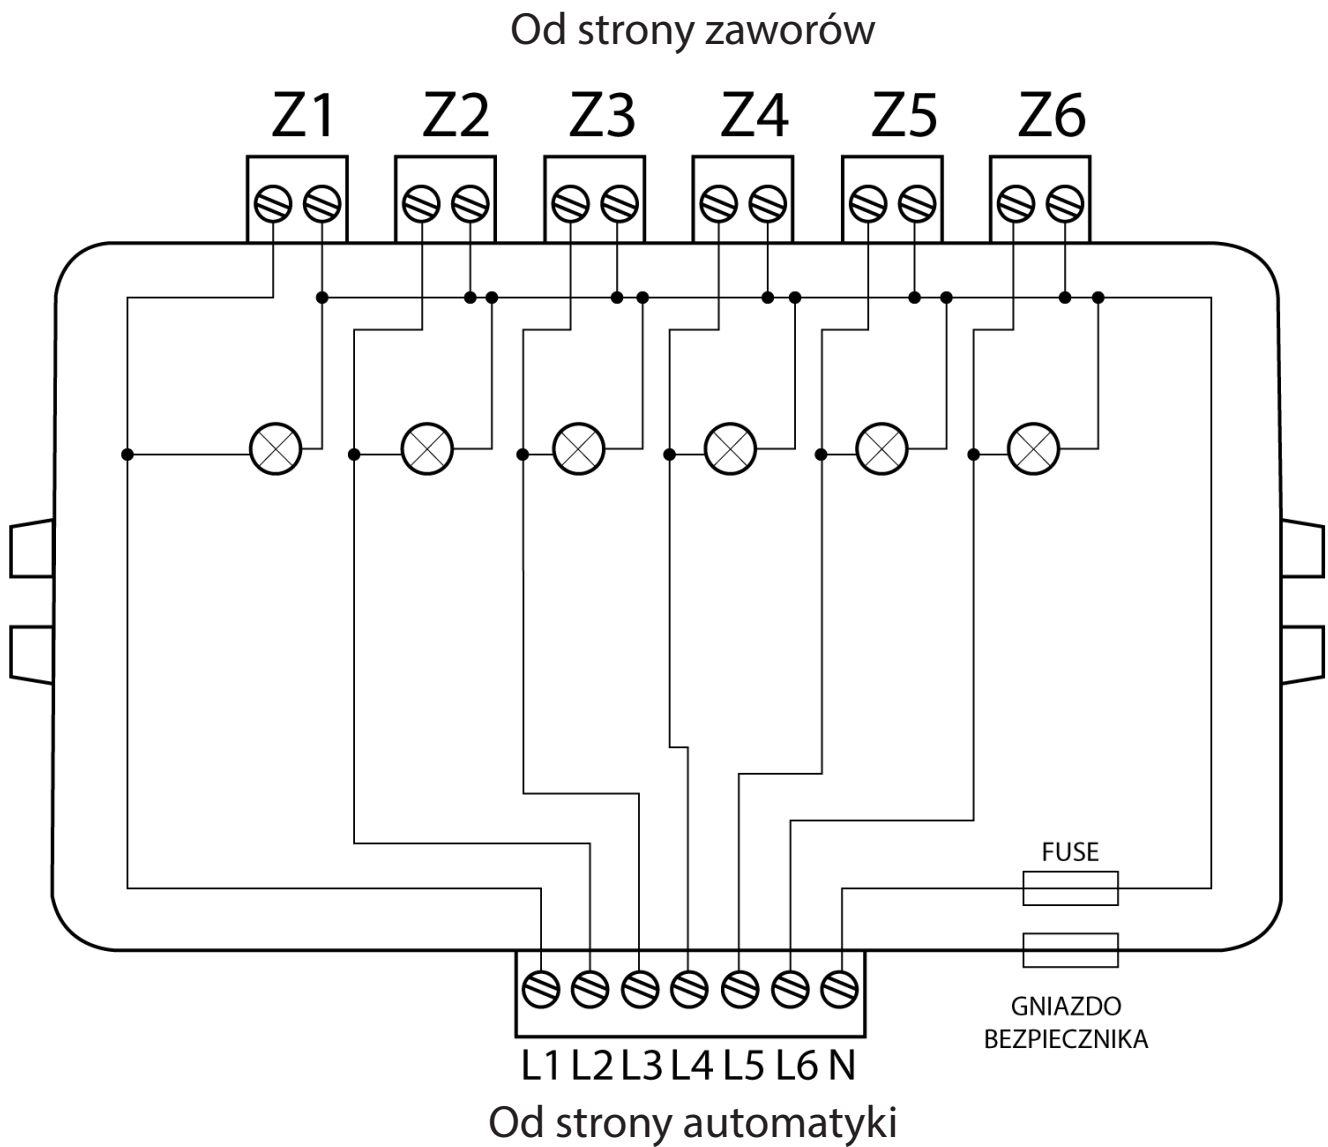 Od strony zaworów
Z1 Z2 Z3 Z4 Z5 Z6
FUSE
GNIAZDO
BEZPIECZNIKA
L1 L2 L3 L4 L5 L6 N
Od strony automatyki